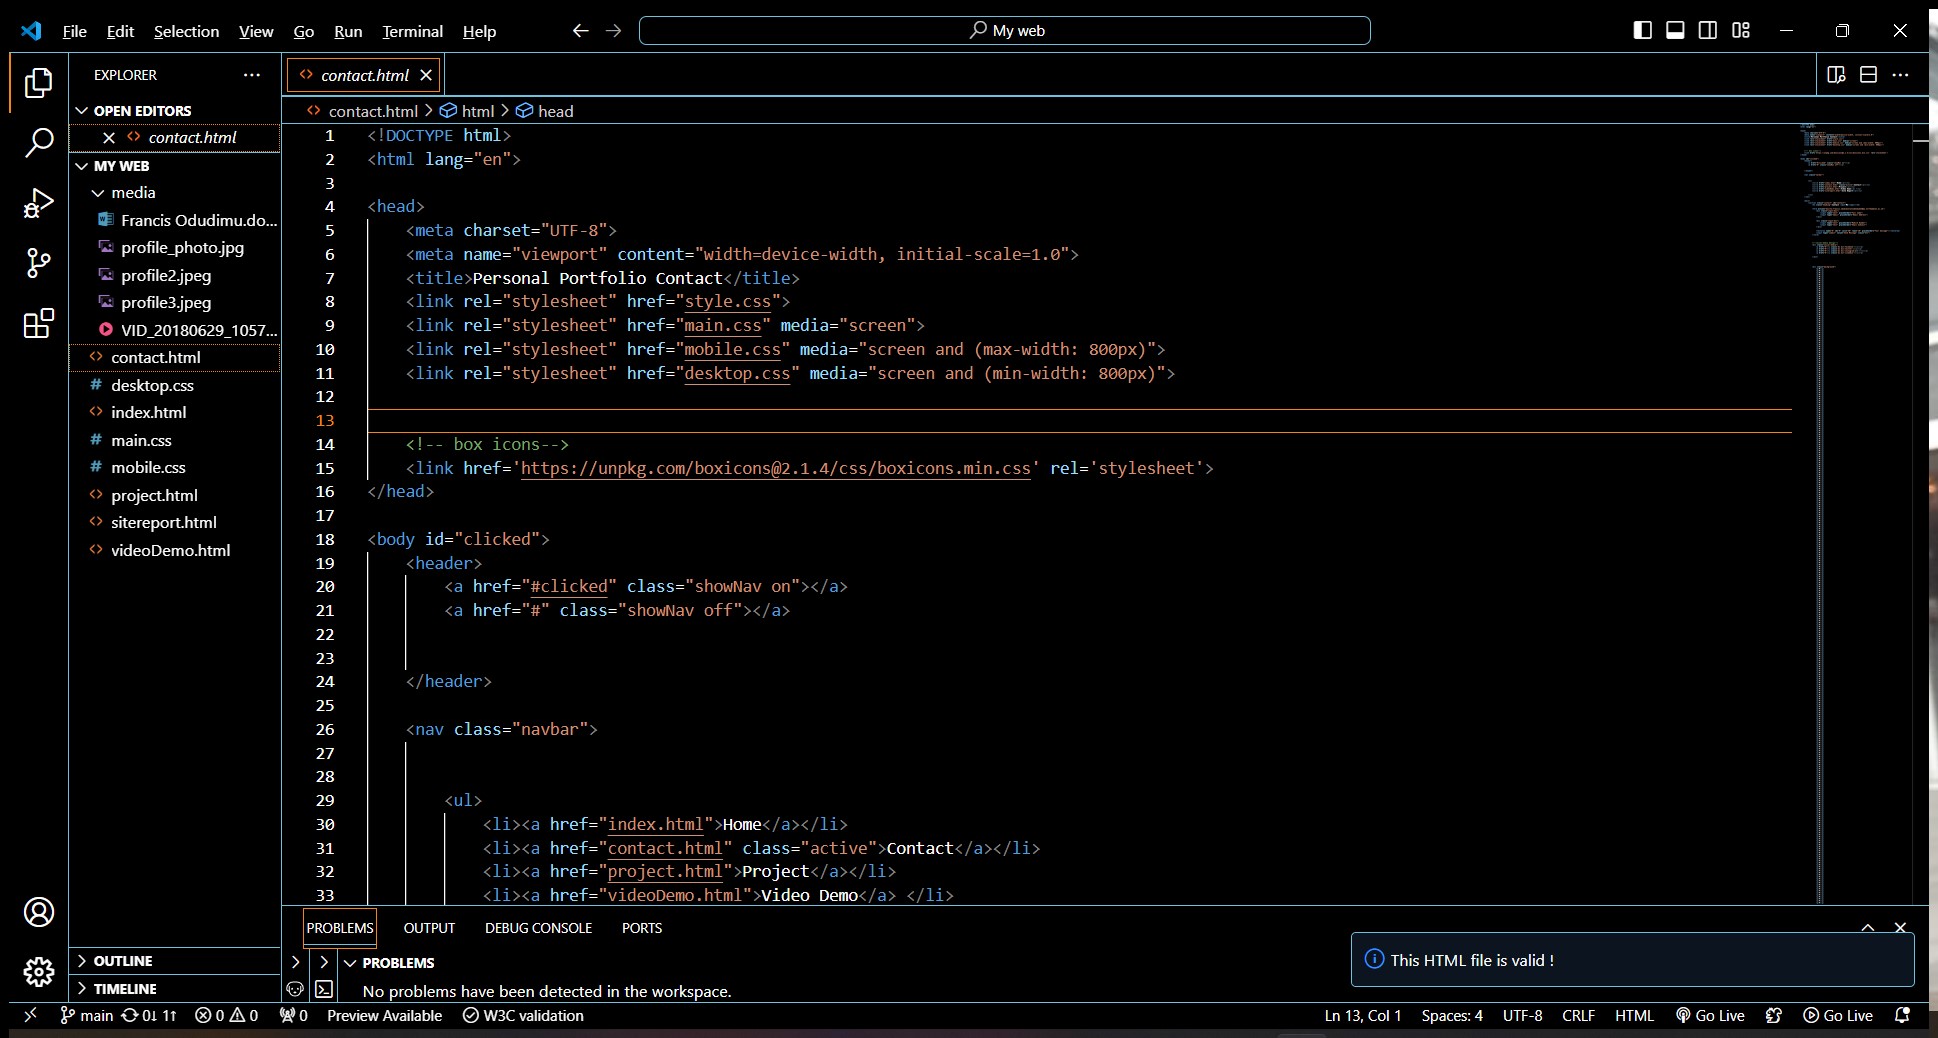 File Edit Selection View Go Run Terminal Help
My web
EXPLORER
OPEN EDITORS
contact.html
MY WEB
media
Francis Odudimu.do...
profile_photo.jpg
profile2.jpeg
profile3.jpeg
VID_20180629_1057...
contact.html
desktop.css
index.html
main.css
mobile.css
project.html
sitereport.html
videoDemo.html
OUTLINE
TIMELINE
contact.html
contact.html > html > head
1 <!DOCTYPE html>
2 <html lang="en">
3
4 <head>
5 <meta charset="UTF-8">
6 <meta name="viewport" content="width=device-width, initial-scale=1.0">
7 <title>Personal Portfolio Contact</title>
8 <link rel="stylesheet" href="style.css">
9 <link rel="stylesheet" href="main.css" media="screen">
10 <link rel="stylesheet" href="mobile.css" media="screen and (max-width: 800px)">
11 <link rel="stylesheet" href="desktop.css" media="screen and (min-width: 800px)">
12
13
14 <!-- box icons-->
15 <link href='https://unpkg.com/boxicons@2.1.4/css/boxicons.min.css' rel='stylesheet'>
16 </head>
17
18 <body id="clicked">
19 <header>
20 <a href="#clicked" class="showNav on"></a>
21 <a href="#" class="showNav off"></a>
22
23
24 </header>
25
26 <nav class="navbar">
27
28
29 <ul>
30 <li><a href="index.html">Home</a></li>
31 <li><a href="contact.html" class="active">Contact</a></li>
32 <li><a href="project.html">Project</a></li>
33 <li><a href="videoDemo.html">Video Demo</a> </li>
PROBLEMS OUTPUT DEBUG CONSOLE PORTS
PROBLEMS
No problems have been detected in the workspace.
This HTML file is valid !
main 0↓ 1↑ 0 0 0 Preview Available W3C validation Ln 13, Col 1 Spaces: 4 UTF-8 CRLF HTML Go Live Go Live